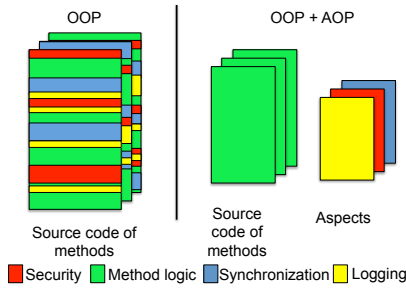 OOP
OOP + AOP
Source code of
methods
Source
code of
methods
Aspects
Security
Method logic
Synchronization
Logging